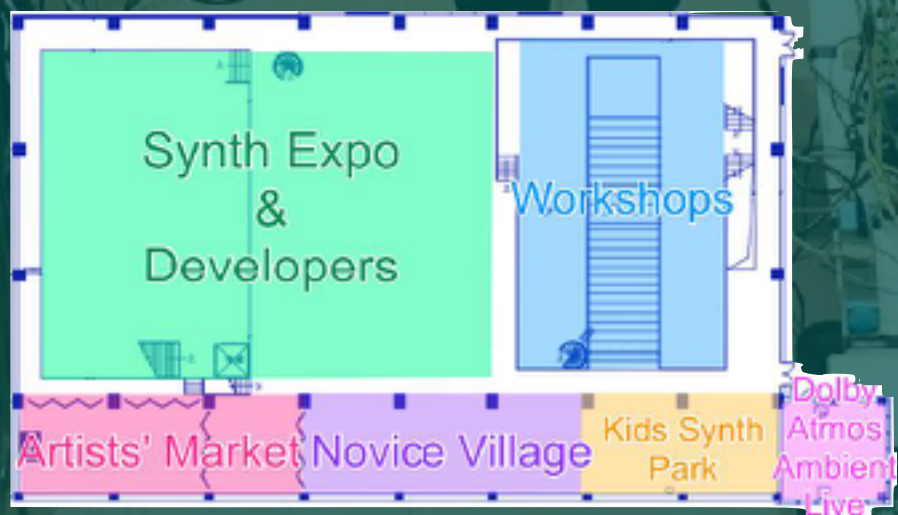 Synth Expo
&
Developers
Workshops
Artists' Market
Novice Village
Kids Synth
Park
Dolby
Atmos
Ambient
Live